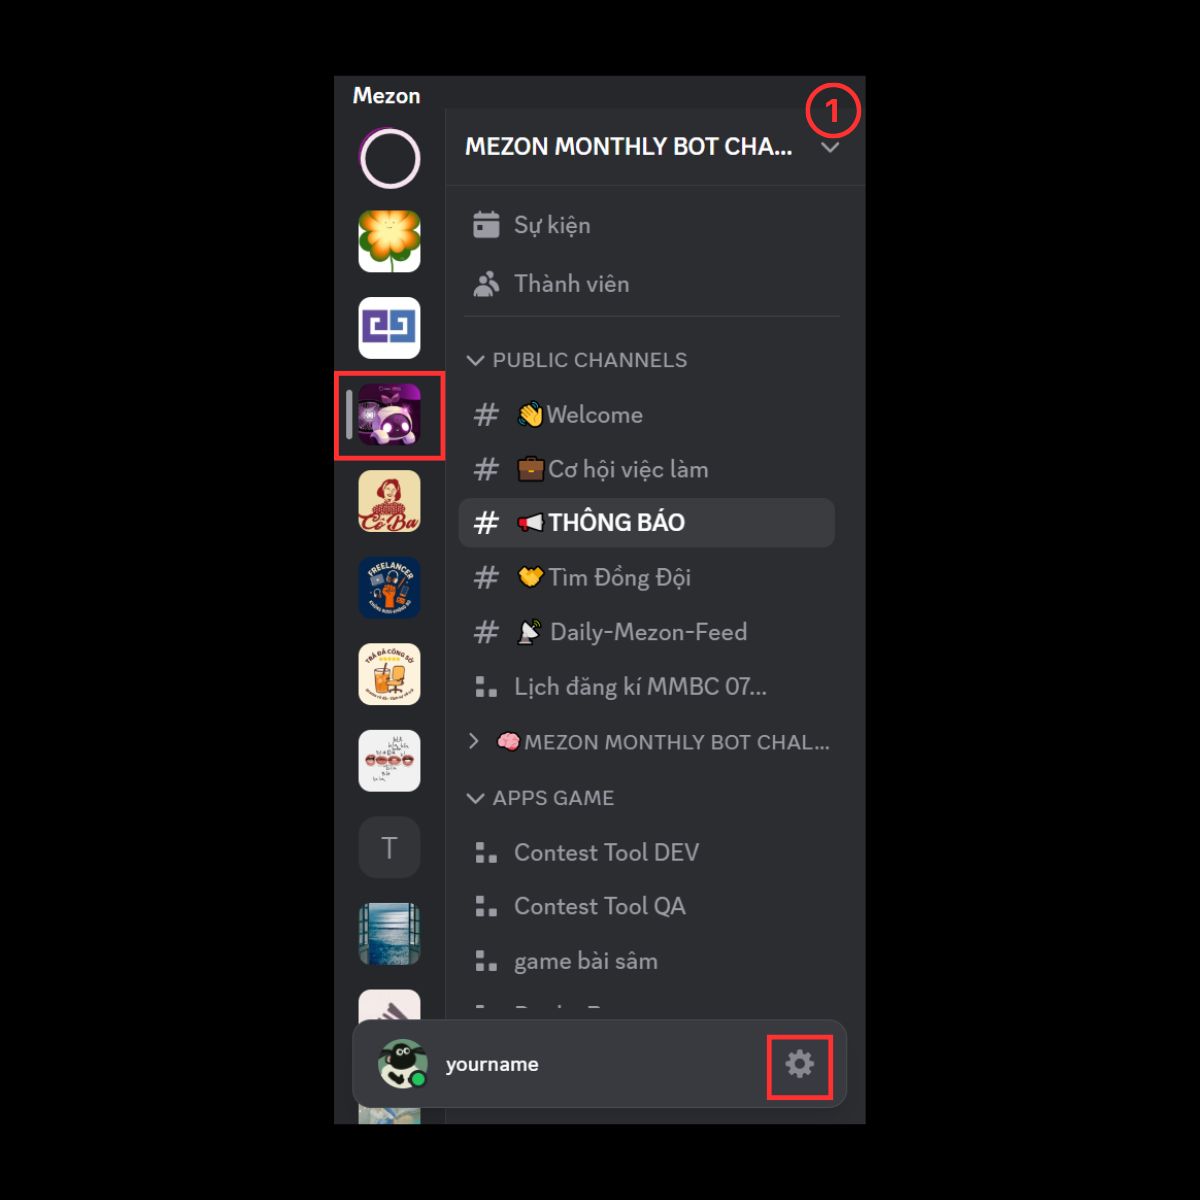 Mezon
1
MEZON MONTHLY BOT CHA...
Sự kiện
Thành viên
PUBLIC CHANNELS
# 👋Welcome
# 💼Cơ hội việc làm
# 📢THÔNG BÁO
# 🤝Tìm Đồng Đội
# 📡 Daily-Mezon-Feed
Lịch đăng kí MMBC 07...
🧠MEZON MONTHLY BOT CHAL...
APPS GAME
Contest Tool DEV
Contest Tool QA
game bài sâm
Cô Ba
FREELANCER
TRÀ ĐÁ CÔNG SỞ
T
yourname